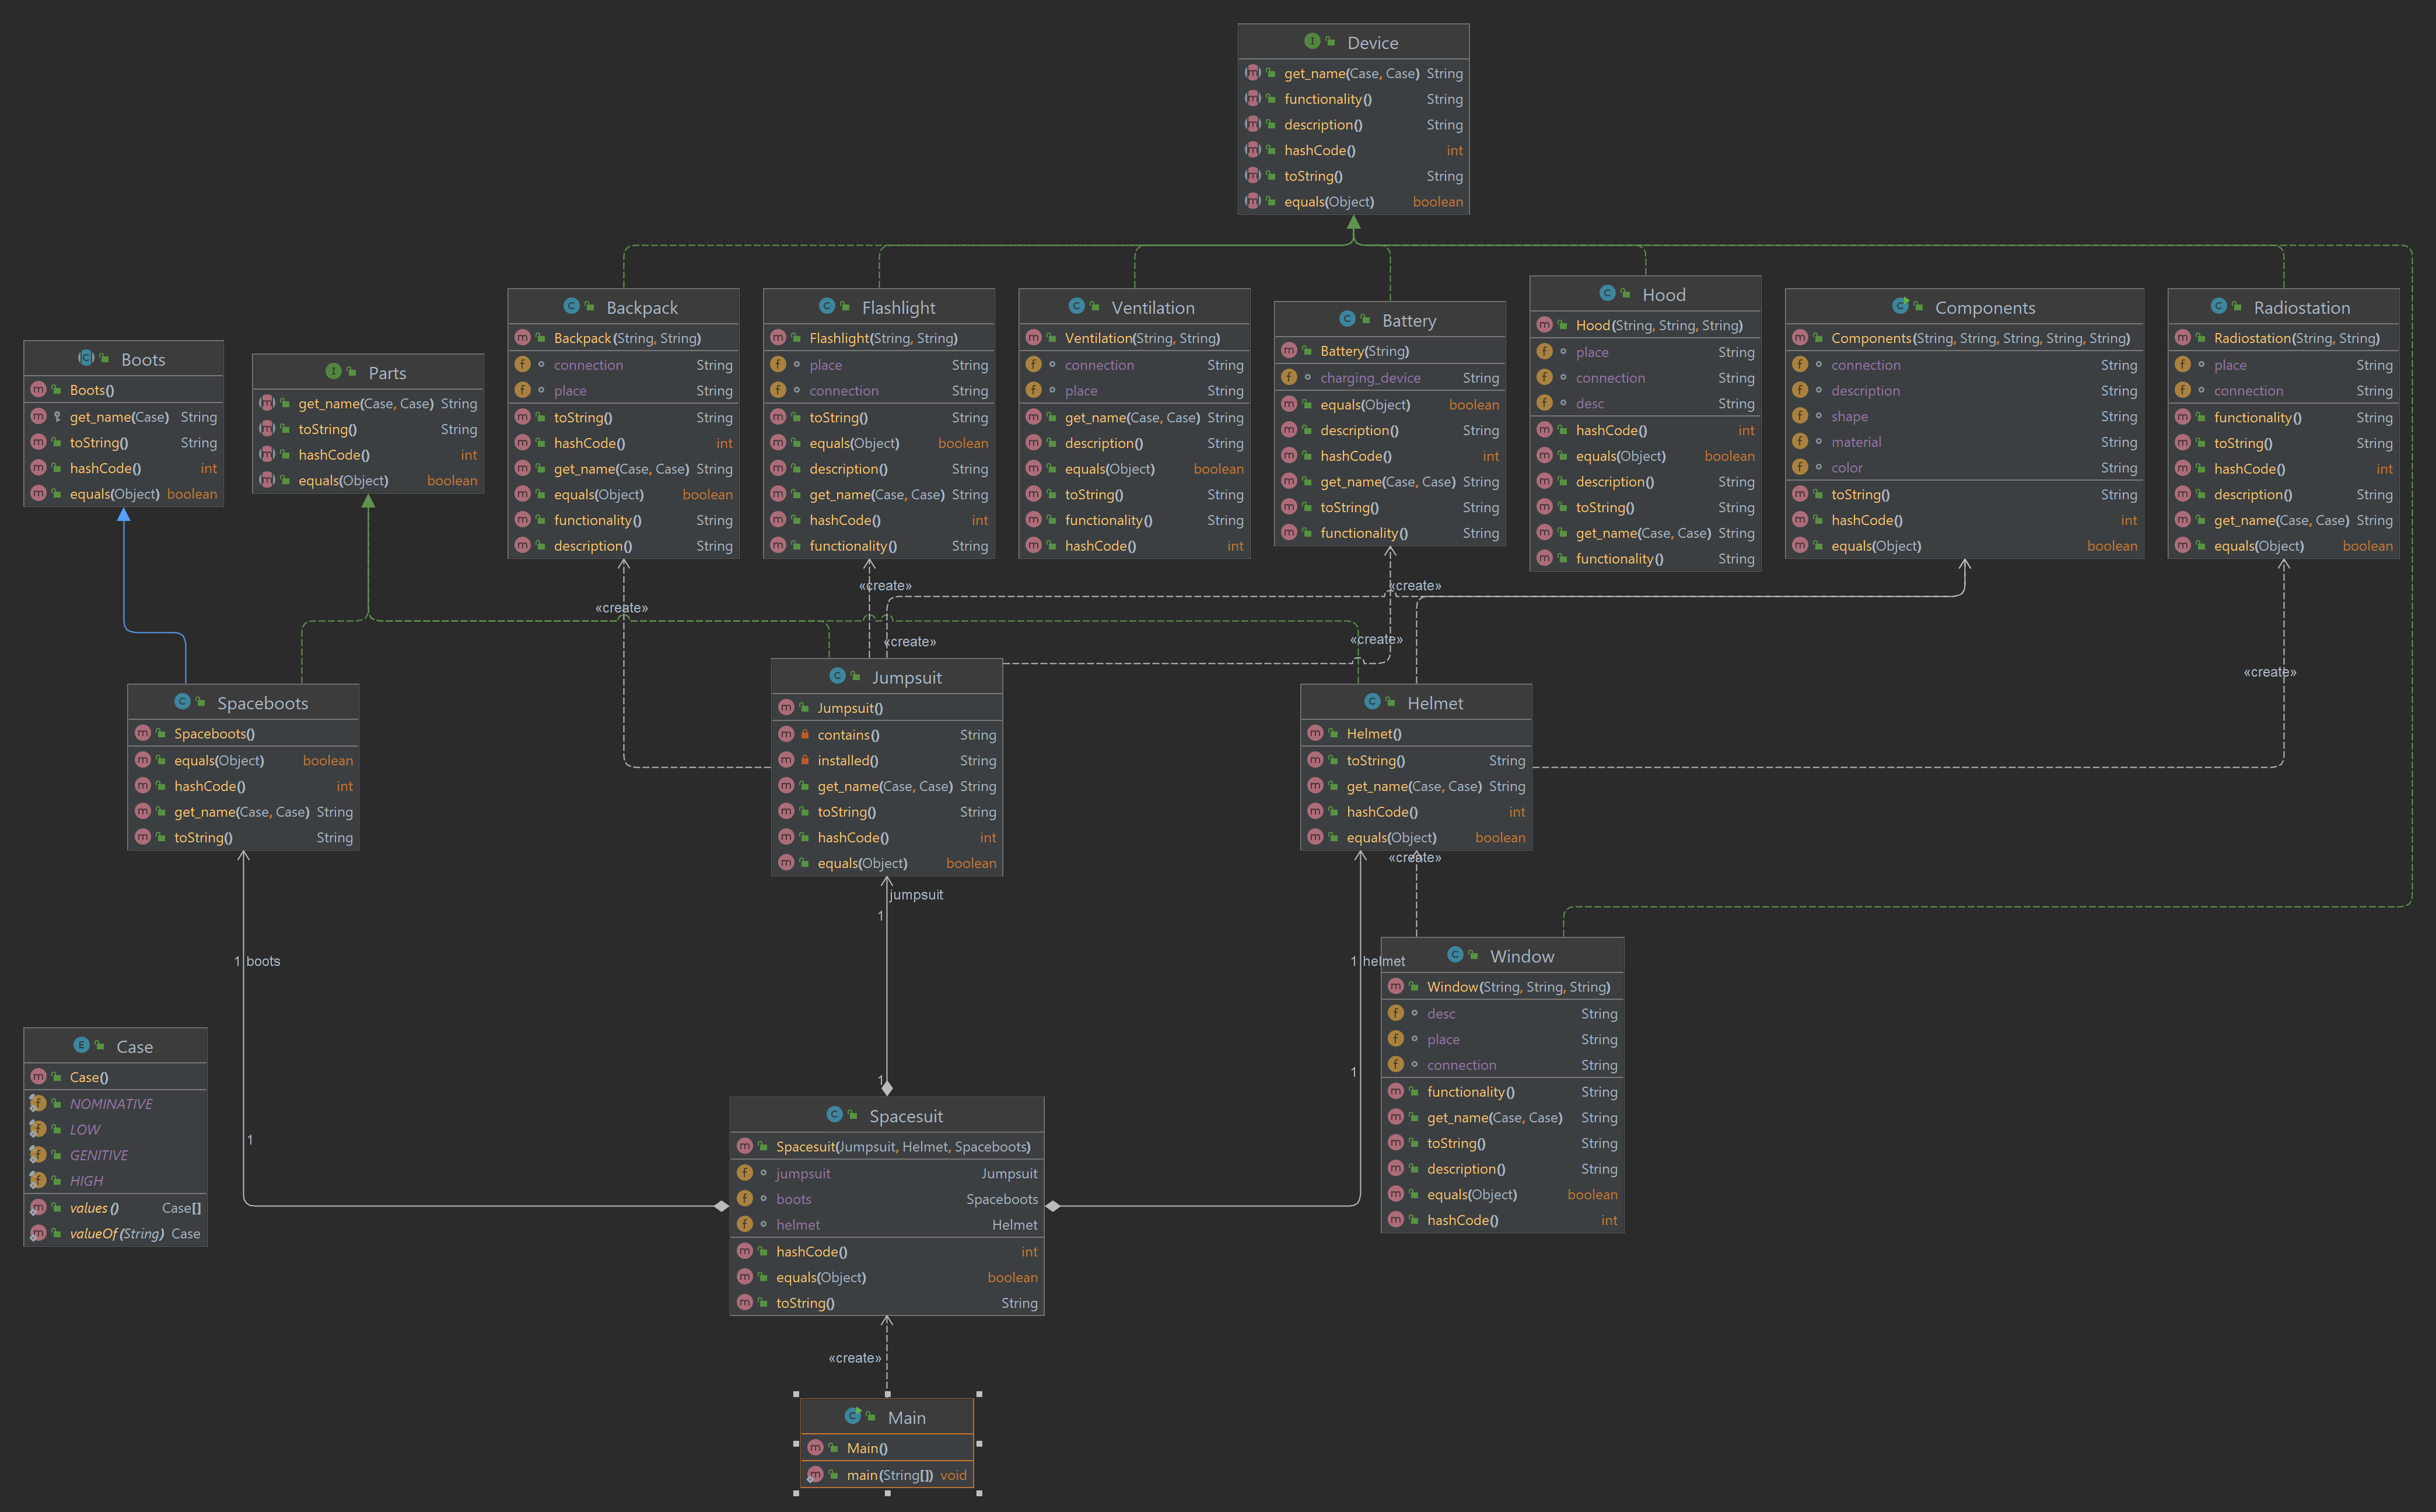 Device
get_name(Case, Case) String
functionality() String
description() String
hashCode() int
toString() String
equals(Object) boolean
Boots
Boots()
get_name(Case) String
toString() String
hashCode() int
equals(Object) boolean
Parts
get_name(Case, Case) String
toString() String
hashCode() int
equals(Object) boolean
Backpack
Backpack(String, String)
connection String
place String
toString() String
hashCode() int
get_name(Case, Case) String
equals(Object) boolean
functionality() String
description() String
Flashlight
Flashlight(String, String)
place String
connection String
toString() String
equals(Object) boolean
description() String
get_name(Case, Case) String
hashCode() int
functionality() String
Ventilation
Ventilation(String, String)
connection String
place String
get_name(Case, Case) String
description() String
equals(Object) boolean
toString() String
functionality() String
hashCode() int
Battery
Battery(String)
charging_device String
equals(Object) boolean
description() String
hashCode() int
get_name(Case, Case) String
toString() String
functionality() String
Hood
Hood(String, String, String)
place String
connection String
desc String
hashCode() int
equals(Object) boolean
description() String
toString() String
get_name(Case, Case) String
functionality() String
Components
Components(String, String, String, String, String)
connection String
description String
shape String
material String
color String
toString() String
hashCode() int
equals(Object) boolean
Radiostation
Radiostation(String, String)
place String
connection String
functionality() String
toString() String
hashCode() int
description() String
get_name(Case, Case) String
equals(Object) boolean
«create»
«create»
«create»
«create»
«create»
«create»
Spaceboots
Spaceboots()
equals(Object) boolean
hashCode() int
get_name(Case, Case) String
toString() String
Jumpsuit
Jumpsuit()
contains() String
installed() String
get_name(Case, Case) String
toString() String
hashCode() int
equals(Object) boolean
Helmet
Helmet()
toString() String
get_name(Case, Case) String
hashCode() int
equals(Object) boolean
«create»
jumpsuit
1
1 boots
1 helmet
Window
Window(String, String, String)
desc String
place String
connection String
functionality() String
get_name(Case, Case) String
toString() String
description() String
equals(Object) boolean
hashCode() int
Case
Case()
NOMINATIVE
LOW
GENITIVE
HIGH
values() Case[]
valueOf(String) Case
1
1
1
Spacesuit
Spacesuit(Jumpsuit, Helmet, Spaceboots)
jumpsuit Jumpsuit
boots Spaceboots
helmet Helmet
hashCode() int
equals(Object) boolean
toString() String
«create»
Main
Main()
main(String[]) void